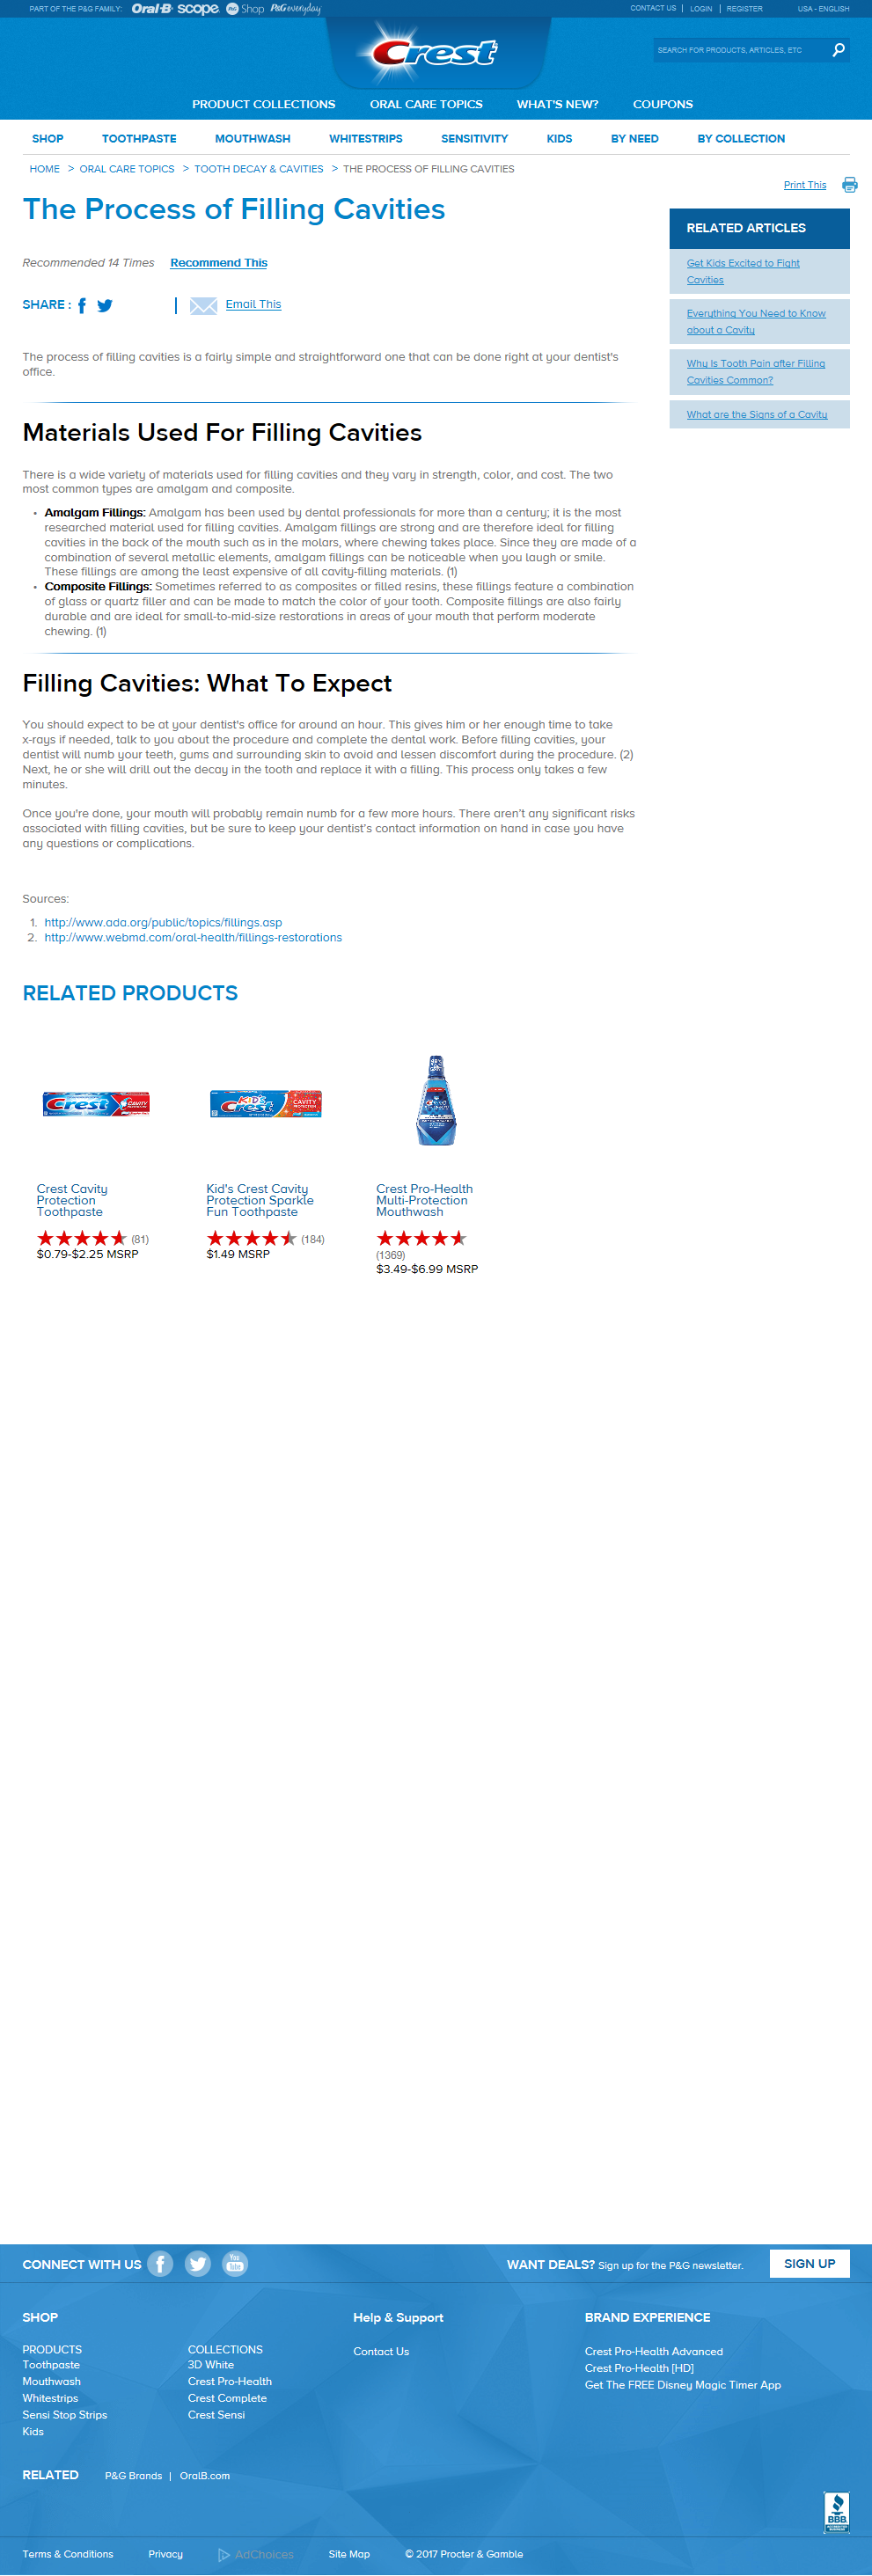 PART OF THE P&G FAMILY: Oral-B scope P&G Shop P&G everyday
CONTACT US | LOGIN | REGISTER USA - ENGLISH
Crest
SEARCH FOR PRODUCTS, ARTICLES, ETC
PRODUCT COLLECTIONS ORAL CARE TOPICS WHAT'S NEW? COUPONS
SHOP TOOTHPASTE MOUTHWASH WHITESTRIPS SENSITIVITY KIDS BY NEED BY COLLECTION
HOME > ORAL CARE TOPICS > TOOTH DECAY & CAVITIES > THE PROCESS OF FILLING CAVITIES
Print This
The Process of Filling Cavities
Recommended 14 Times Recommend This
SHARE : | Email This
The process of filling cavities is a fairly simple and straightforward one that can be done right at your dentist's
office.
Materials Used For Filling Cavities
There is a wide variety of materials used for filling cavities and they vary in strength, color, and cost. The two
most common types are amalgam and composite.
• Amalgam Fillings: Amalgam has been used by dental professionals for more than a century; it is the most
researched material used for filling cavities. Amalgam fillings are strong and are therefore ideal for filling
cavities in the back of the mouth such as in the molars, where chewing takes place. Since they are made of a
combination of several metallic elements, amalgam fillings can be noticeable when you laugh or smile.
These fillings are among the least expensive of all cavity-filling materials. (1)
• Composite Fillings: Sometimes referred to as composites or filled resins, these fillings feature a combination
of glass or quartz filler and can be made to match the color of your tooth. Composite fillings are also fairly
durable and are ideal for small-to-mid-size restorations in areas of your mouth that perform moderate
chewing. (1)
Filling Cavities: What To Expect
You should expect to be at your dentist's office for around an hour. This gives him or her enough time to take
x-rays if needed, talk to you about the procedure and complete the dental work. Before filling cavities, your
dentist will numb your teeth, gums and surrounding skin to avoid and lessen discomfort during the procedure. (2)
Next, he or she will drill out the decay in the tooth and replace it with a filling. This process only takes a few
minutes.
Once you're done, your mouth will probably remain numb for a few more hours. There aren't any significant risks
associated with filling cavities, but be sure to keep your dentist's contact information on hand in case you have
any questions or complications.
Sources:
1. http://www.ada.org/public/topics/fillings.asp
2. http://www.webmd.com/oral-health/fillings-restorations
RELATED ARTICLES
Get Kids Excited to Fight
Cavities
Everything You Need to Know
about a Cavity
Why Is Tooth Pain after Filling
Cavities Common?
What are the Signs of a Cavity
RELATED PRODUCTS
Crest CAVITY
KID'S Crest CAVITY PROTECTION
Crest Cavity
Protection
Toothpaste
(81)
$0.79-$2.25 MSRP
Kid's Crest Cavity
Protection Sparkle
Fun Toothpaste
(184)
$1.49 MSRP
Crest Pro-Health
Multi-Protection
Mouthwash
(1369)
$3.49-$6.99 MSRP
CONNECT WITH US You Tube
WANT DEALS? Sign up for the P&G newsletter. SIGN UP
SHOP
PRODUCTS
Toothpaste
Mouthwash
Whitestrips
Sensi Stop Strips
Kids
COLLECTIONS
3D White
Crest Pro-Health
Crest Complete
Crest Sensi
Help & Support
Contact Us
BRAND EXPERIENCE
Crest Pro-Health Advanced
Crest Pro-Health [HD]
Get The FREE Disney Magic Timer App
RELATED P&G Brands | OralB.com
BBB
Terms & Conditions Privacy AdChoices Site Map © 2017 Procter & Gamble